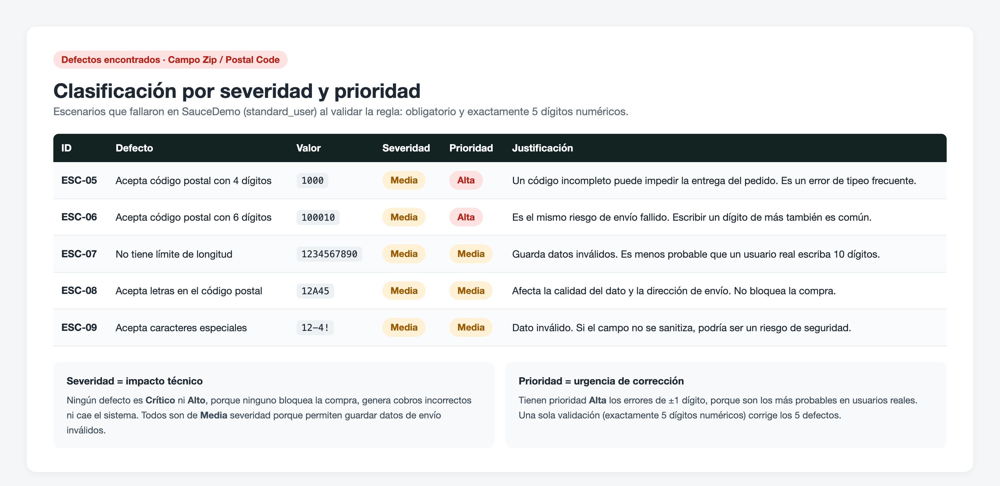 Defectos encontrados · Campo Zip / Postal Code
Clasificación por severidad y prioridad
Escenarios que fallaron en SauceDemo (standard_user) al validar la regla: obligatorio y exactamente 5 dígitos numéricos.
ID Defecto Valor Severidad Prioridad Justificación
ESC-05 Acepta código postal con 4 dígitos 1000 Media Alta Un código incompleto puede impedir la entrega del pedido. Es un error de tipeo frecuente.
ESC-06 Acepta código postal con 6 dígitos 100010 Media Alta Es el mismo riesgo de envío fallido. Escribir un dígito de más también es común.
ESC-07 No tiene límite de longitud 1234567890 Media Media Guarda datos inválidos. Es menos probable que un usuario real escriba 10 dígitos.
ESC-08 Acepta letras en el código postal 12A45 Media Media Afecta la calidad del dato y la dirección de envío. No bloquea la compra.
ESC-09 Acepta caracteres especiales 12-4! Media Media Dato inválido. Si el campo no se sanitiza, podría ser un riesgo de seguridad.
Severidad = impacto técnico
Ningún defecto es Crítico ni Alto, porque ninguno bloquea la compra, genera cobros incorrectos
ni cae el sistema. Todos son de Media severidad porque permiten guardar datos de envío
inválidos.
Prioridad = urgencia de corrección
Tienen prioridad Alta los errores de ±1 dígito, porque son los más probables en usuarios reales.
Una sola validación (exactamente 5 dígitos numéricos) corrige los 5 defectos.